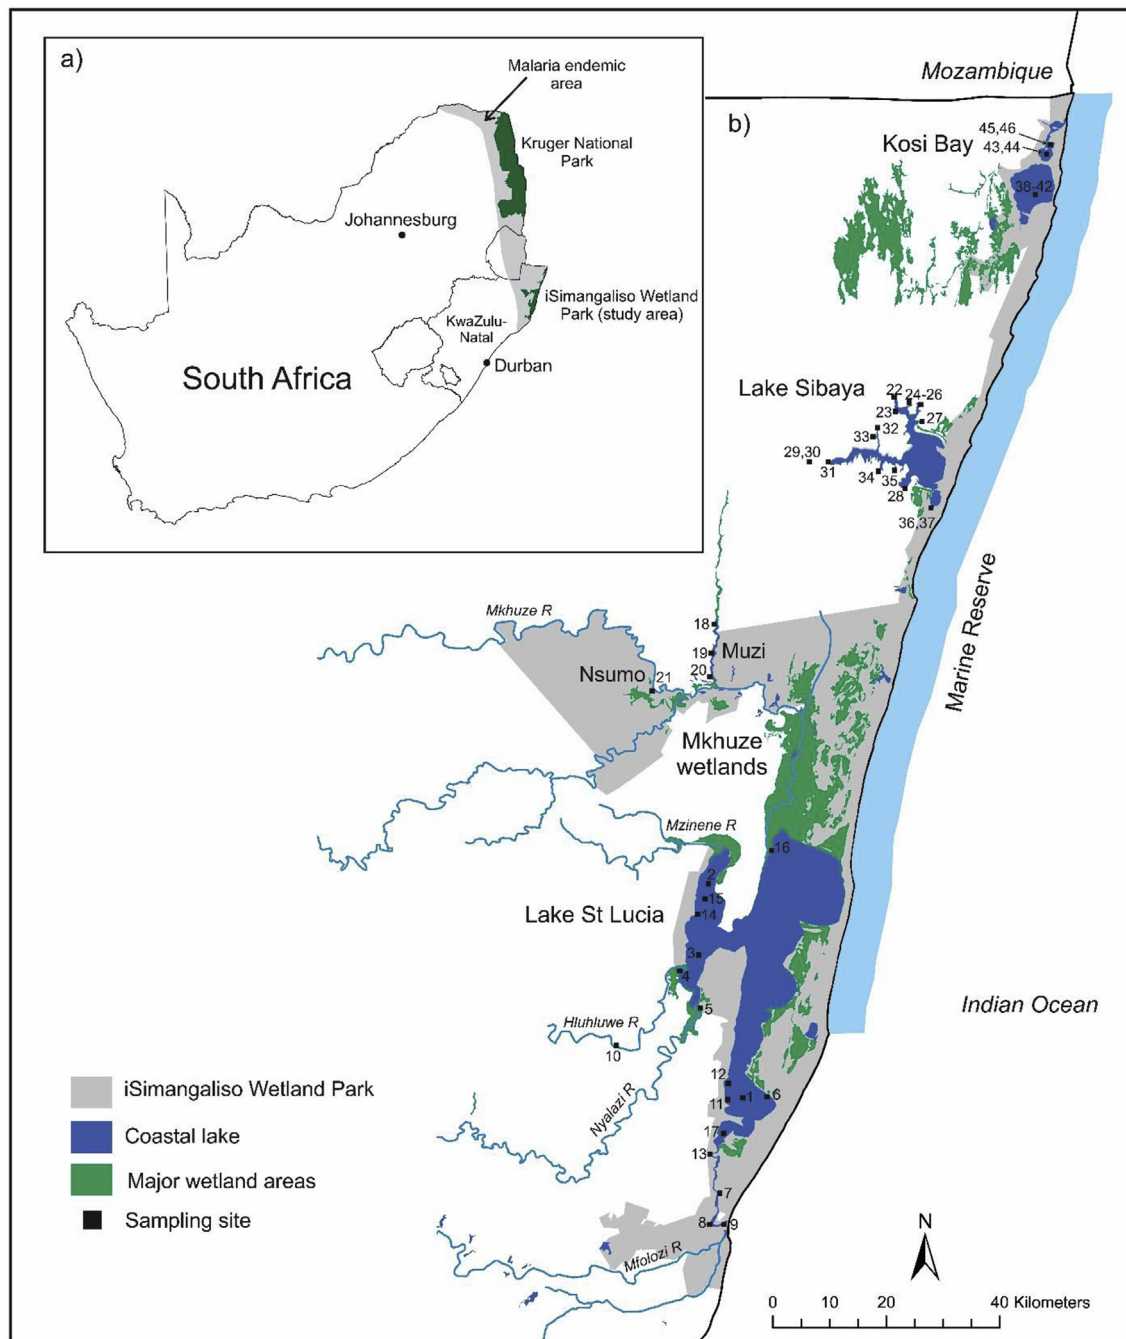 a)
Malaria endemic
area
Kruger National
Park
Johannesburg
iSimangaliso Wetland
Park (study area)
KwaZulu-
Natal
Durban
South Africa
Mozambique
b)
45,46
Kosi Bay
43,44
38-42
Lake Sibaya
22
24-26
23
27
32
33
29,30
31
34
35
28
36,37
Marine Reserve
Mkhuze R
18
19
Muzi
20
Nsumo
21
Mkhuze
wetlands
Mzinene R
16
2
15
Lake St Lucia
14
3
4
5
Indian Ocean
Hluhluwe R
10
Nyalazi R
12
11
1
6
17
13
7
8
9
Mfolozi R
iSimangaliso Wetland Park
Coastal lake
Major wetland areas
Sampling site
N
0 10 20 40 Kilometers